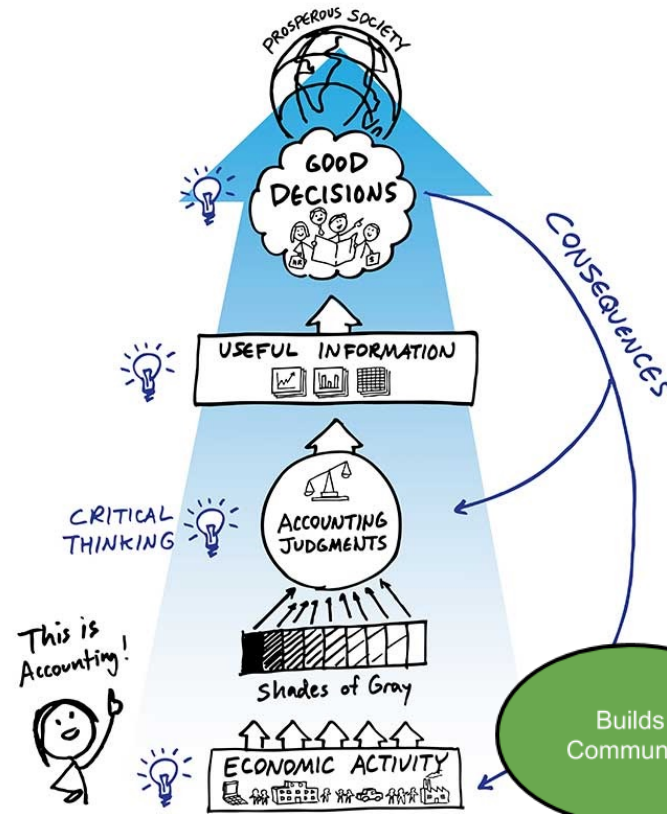 PROSPEROUS SOCIETY
GOOD
DECISIONS
CONSEQUENCES
USEFUL INFORMATION
CRITICAL
THINKING
ACCOUNTING
JUDGMENTS
This is
Accounting!
Shades of Gray
Builds
Commun
ECONOMIC ACTIVITY